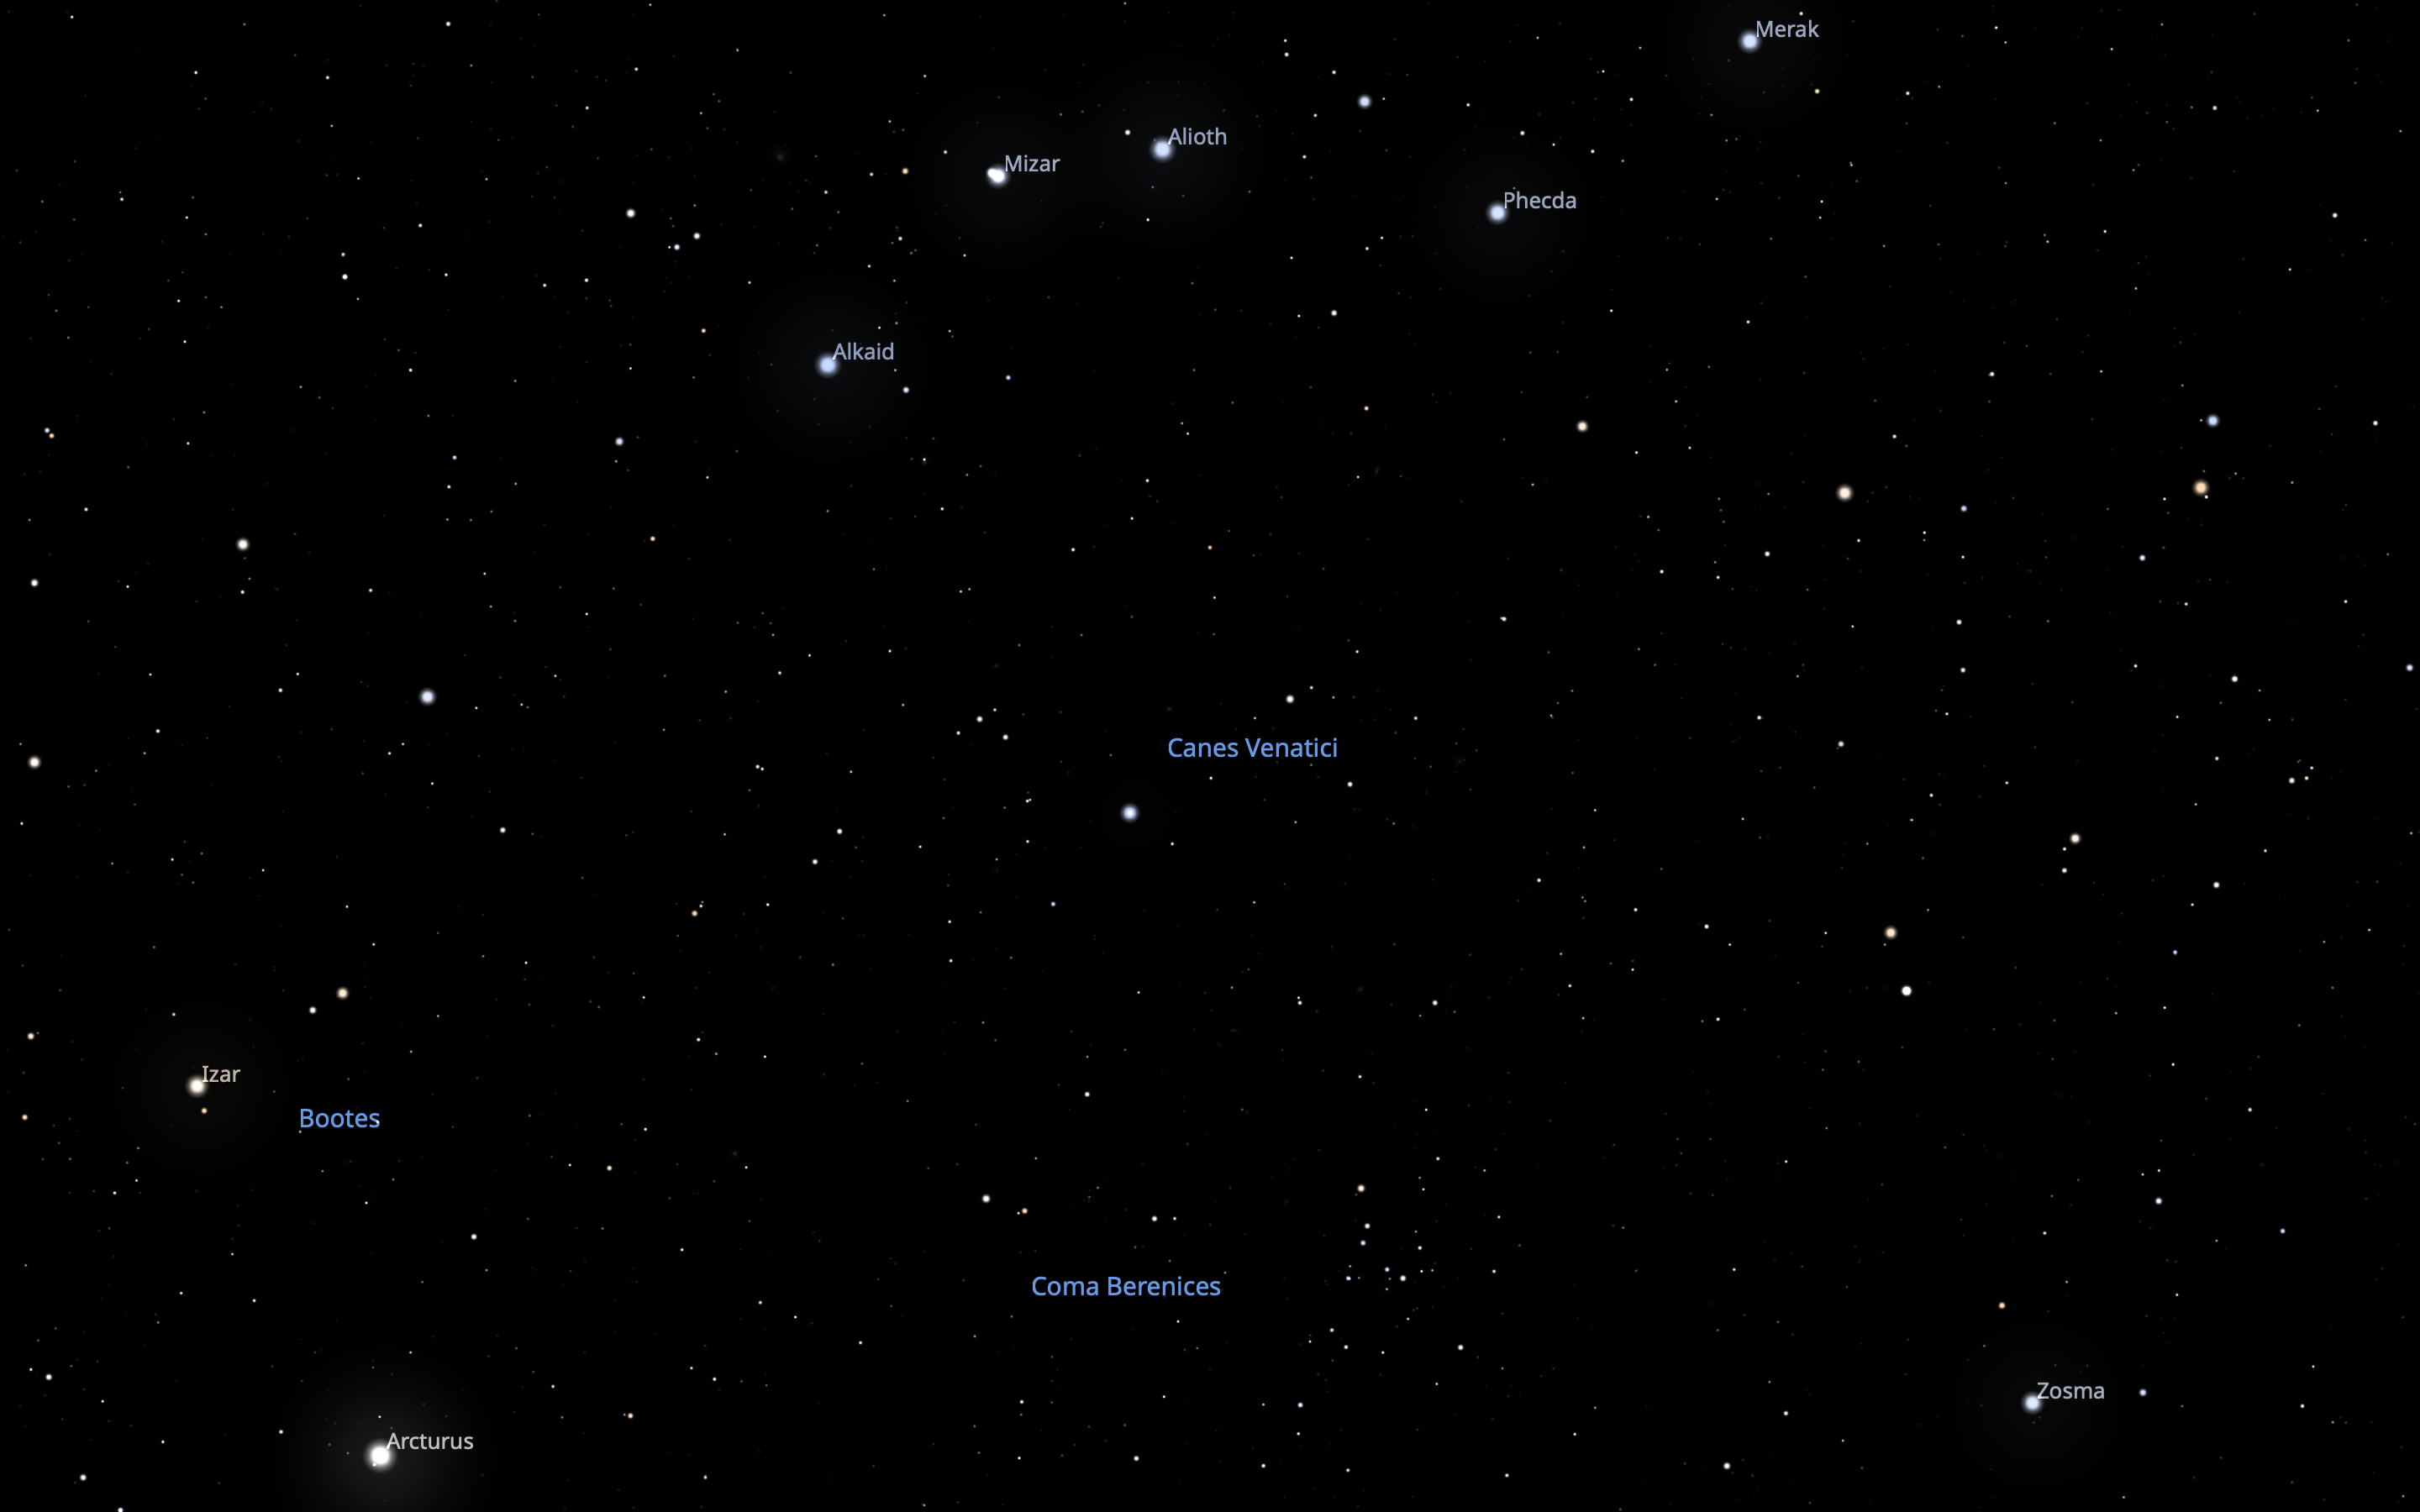 Merak
Alioth
Mizar
Phecda
Alkaid
Canes Venatici
Izar
Bootes
Coma Berenices
Zosma
Arcturus